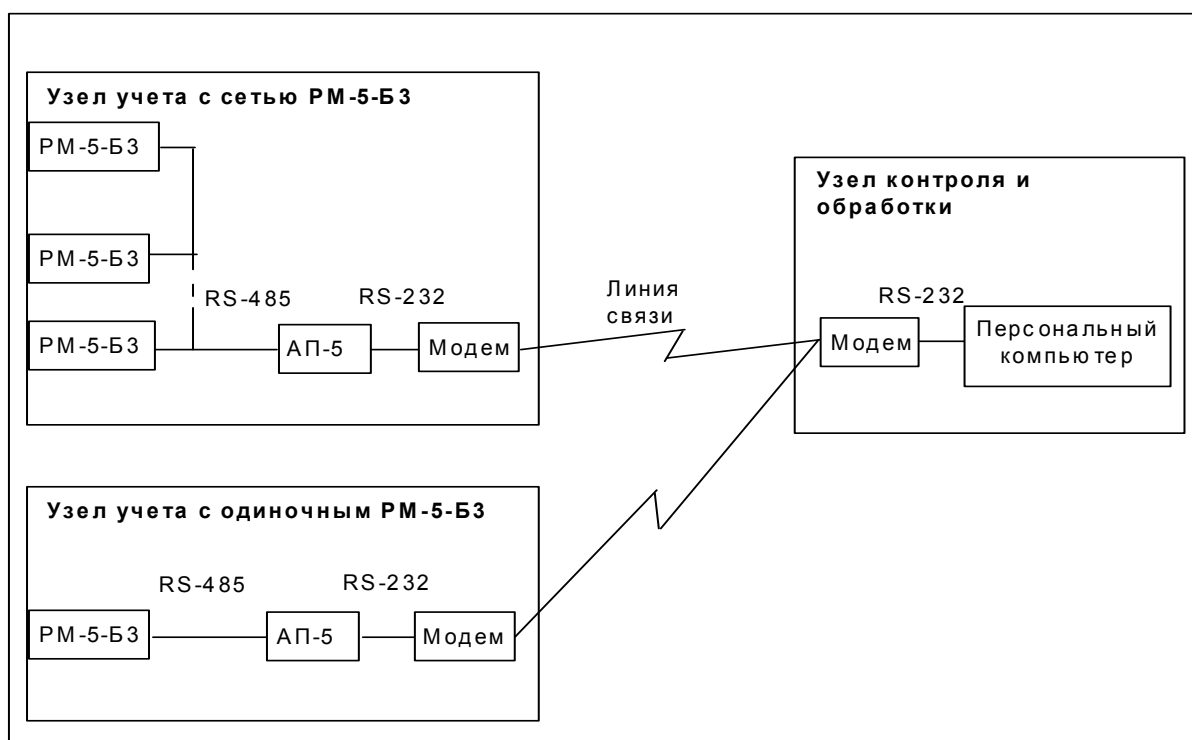 Узел учета с сетью РМ-5-Б3
РМ-5-Б3
РМ-5-Б3
РМ-5-Б3
RS-485
АП-5
RS-232
Модем
Линия
связи
Узел контроля и
обработки
RS-232
Модем
Персональный
компьютер
Узел учета с одиночным РМ-5-Б3
РМ-5-Б3
RS-485
АП-5
RS-232
Модем